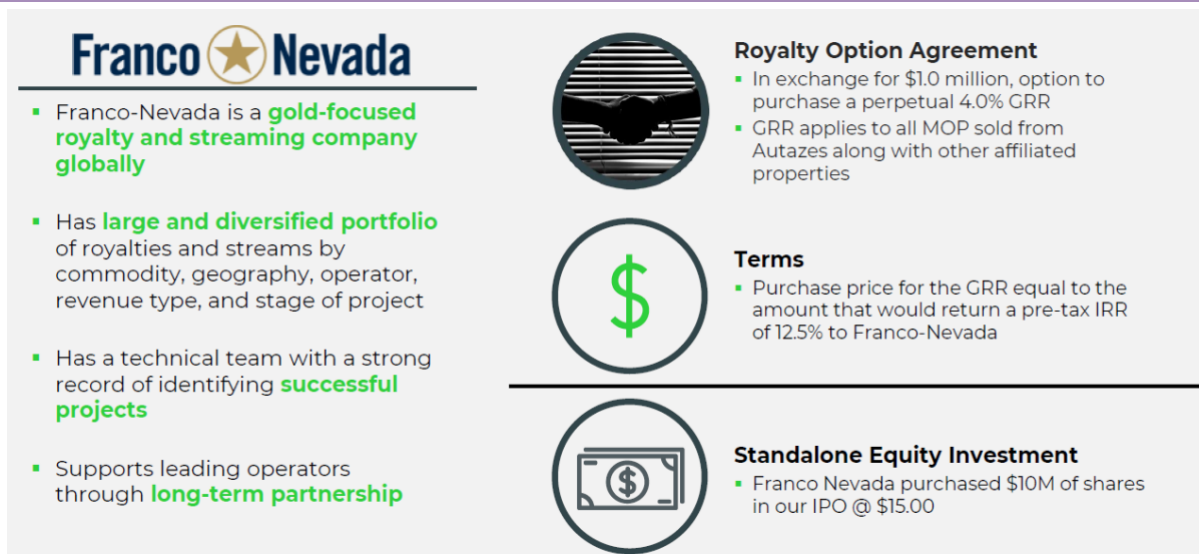 Franco Nevada
Franco-Nevada is a gold-focused
royalty and streaming company
globally
Has large and diversified portfolio
of royalties and streams by
commodity, geography, operator,
revenue type, and stage of project
Has a technical team with a strong
record of identifying successful
projects
Supports leading operators
through long-term partnership
Royalty Option Agreement
In exchange for $1.0 million, option to
purchase a perpetual 4.0% GRR
GRR applies to all MOP sold from
Autazes along with other affiliated
properties
$
Terms
Purchase price for the GRR equal to the
amount that would return a pre-tax IRR
of 12.5% to Franco-Nevada
$
Standalone Equity Investment
Franco Nevada purchased $10M of shares
in our IPO @ $15.00